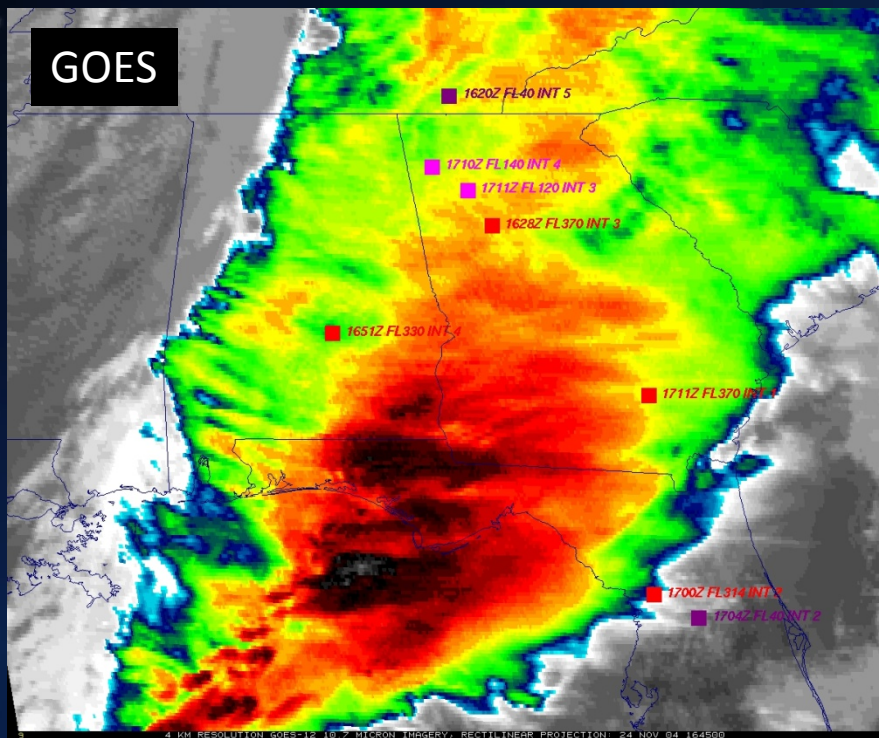 GOES
1620Z FL40 INT 5
1710Z FL140 INT 4
1711Z FL120 INT 3
1628Z FL370 INT 3
1651Z FL330 INT 4
1711Z FL370 INT 1
1700Z FL314 INT
1704Z FL40 INT 2
9 4 KM RESOLUTION GOES-12 10.7 MICRON IMAGERY, RECTILINEAR PROJECTION: 24 NOV 04 164500